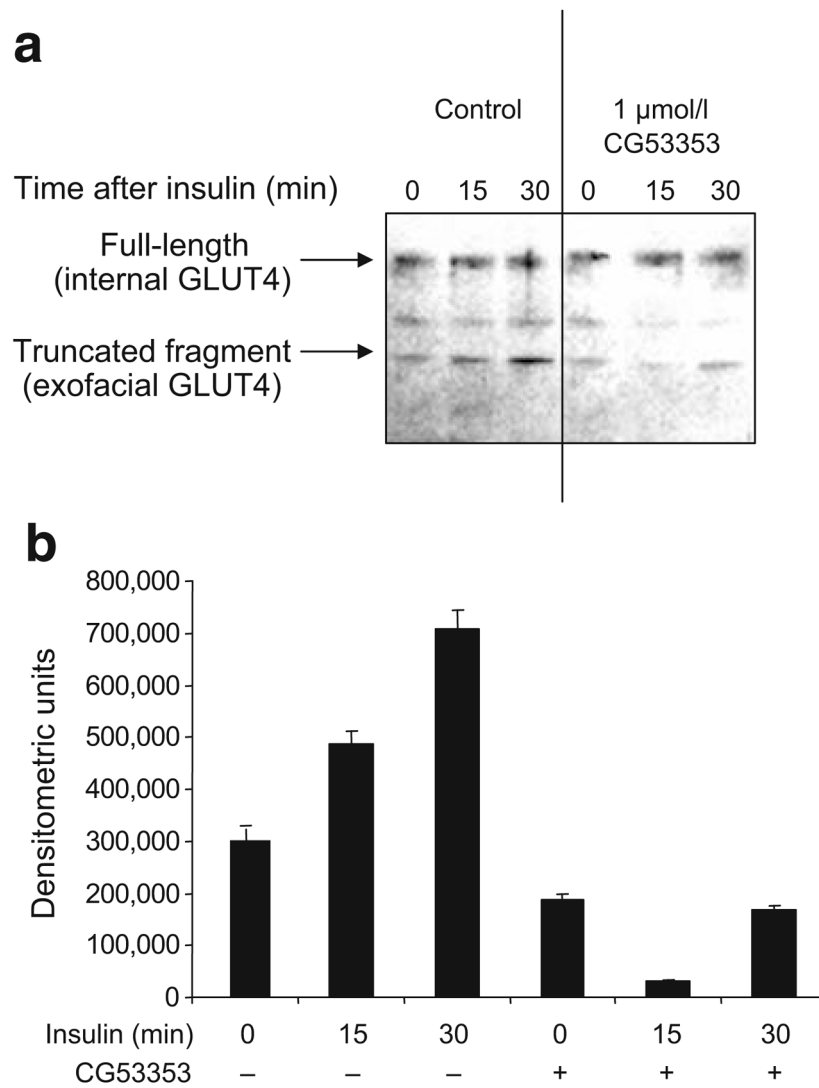 a
Control
1 µmol/l
CG53353
Time after insulin (min)
0 15 30 0 15 30
Full-length
(internal GLUT4)
Truncated fragment
(exofacial GLUT4)
b
Densitometric units
800,000
700,000
600,000
500,000
400,000
300,000
200,000
100,000
0
Insulin (min) 0 15 30 0 15 30
CG53353 – – – + + +